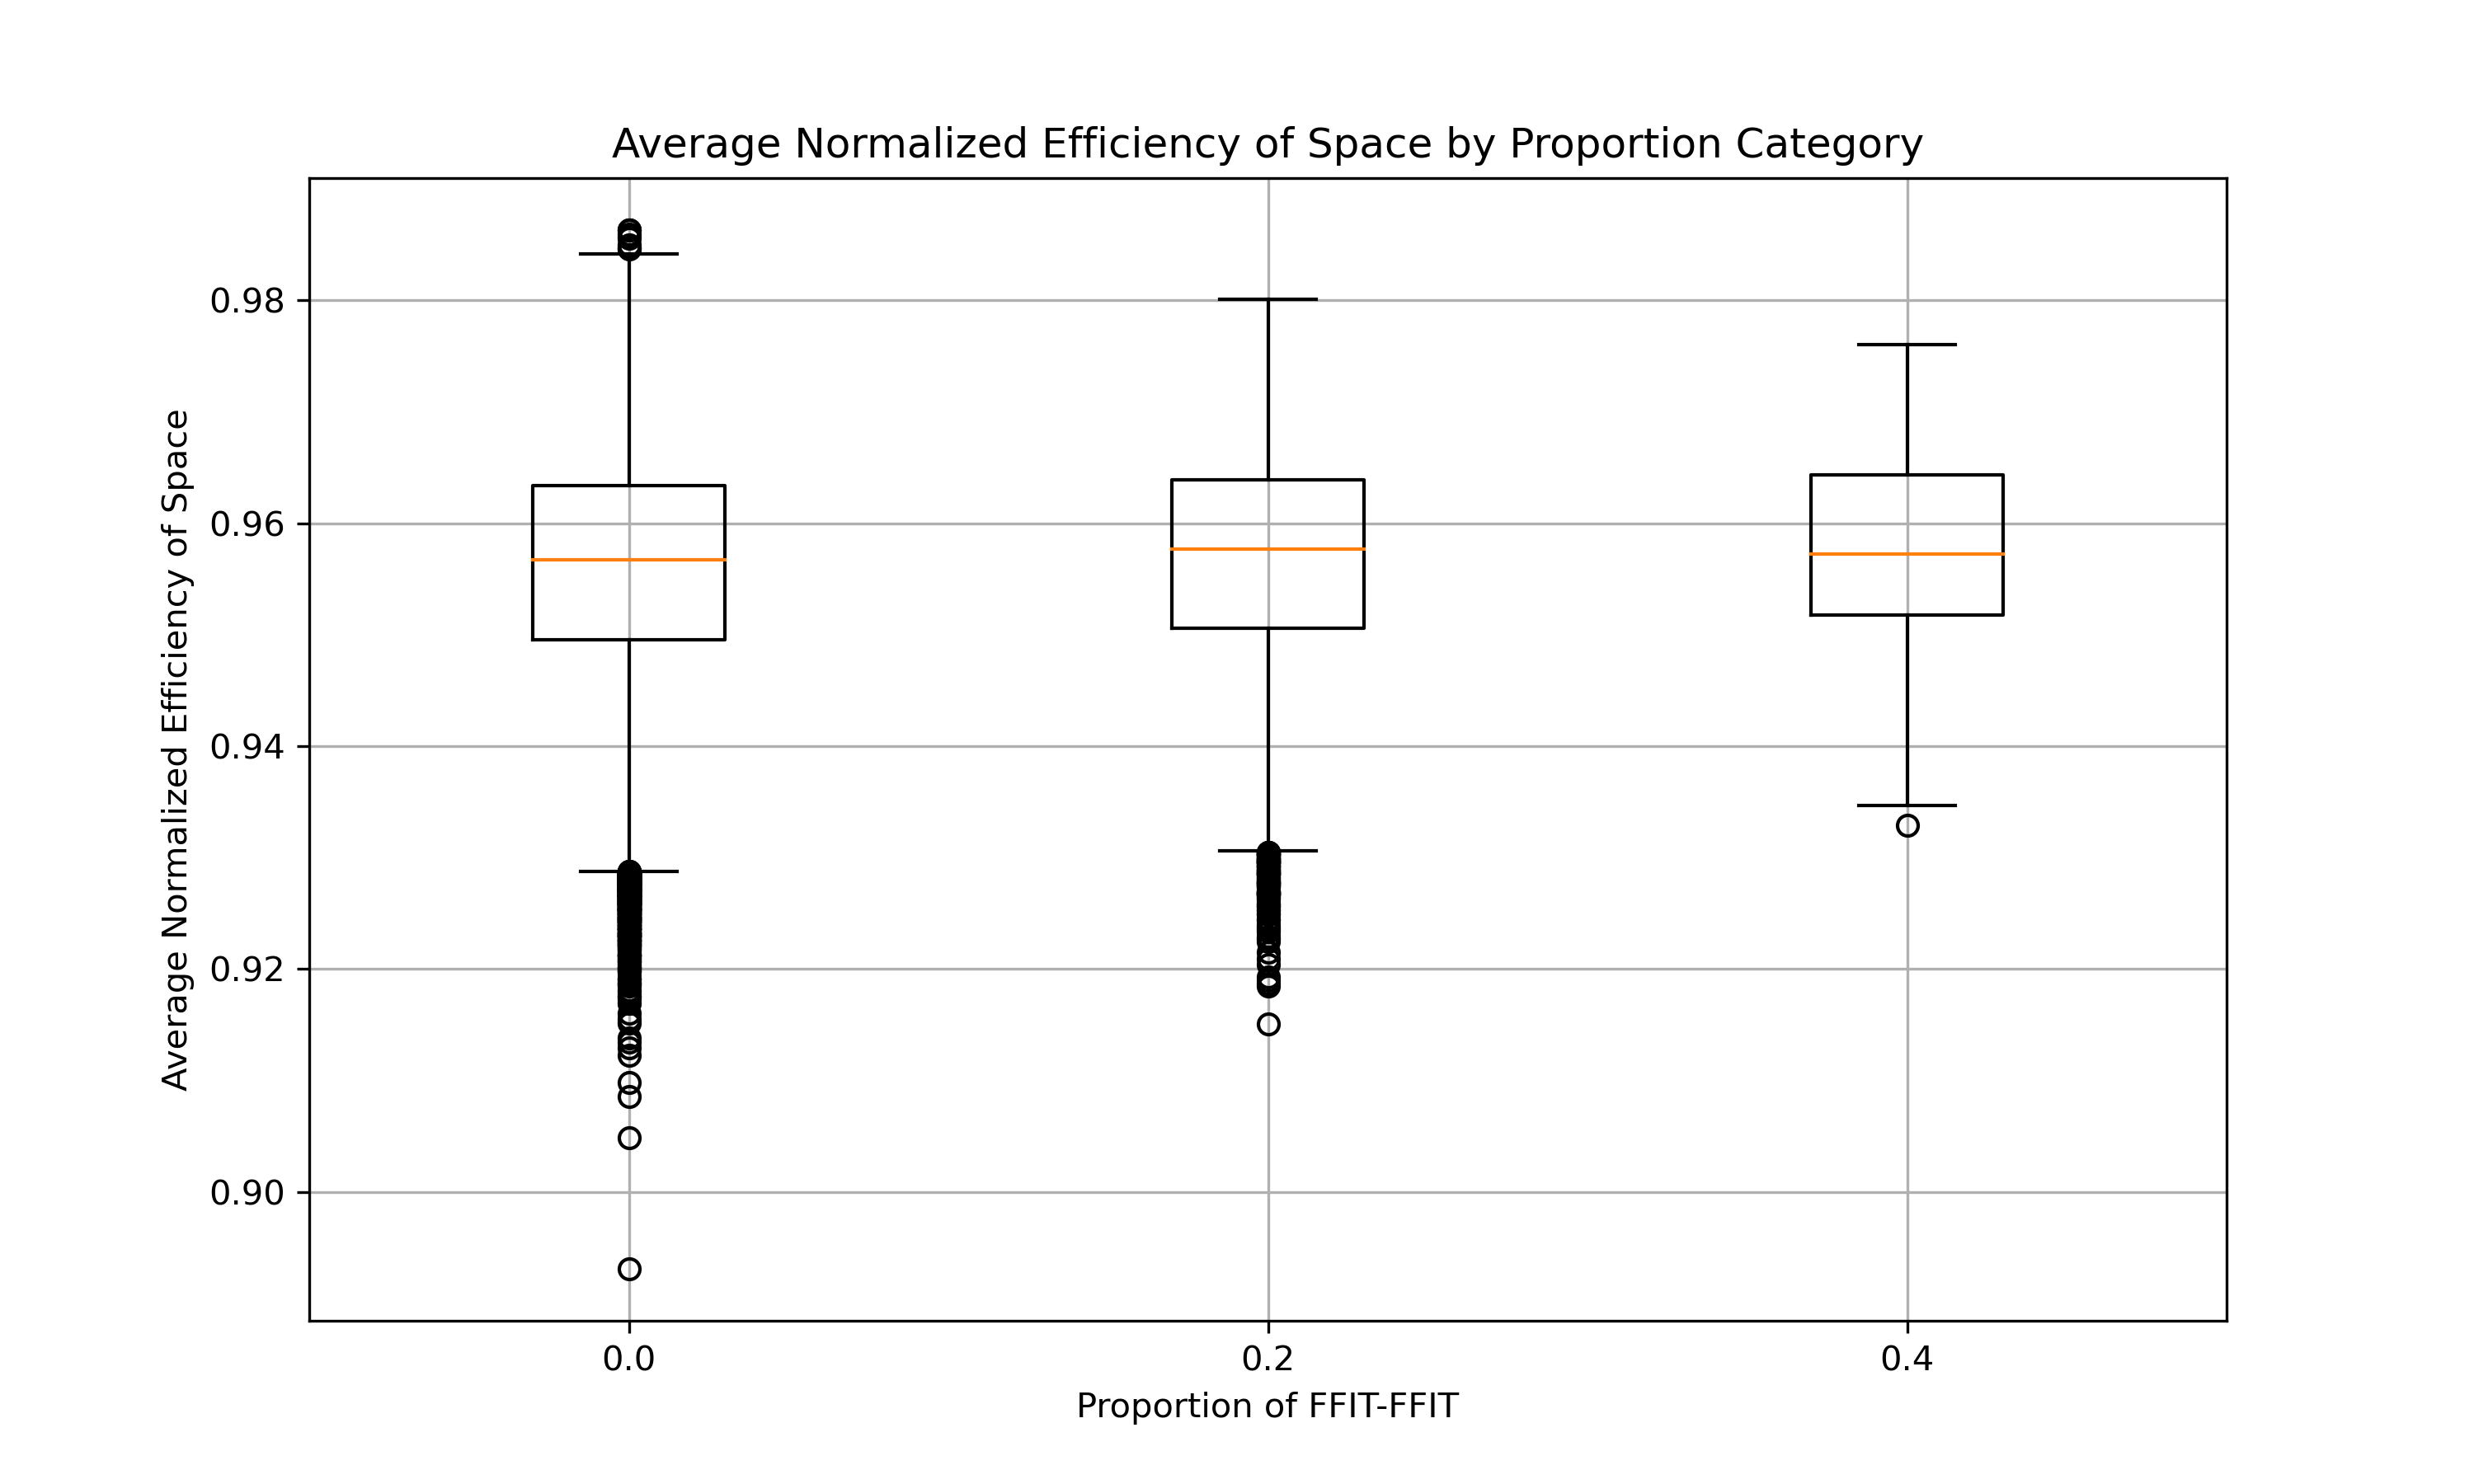 Average Normalized Efficiency of Space by Proportion Category
Average Normalized Efficiency of Space
0.98
0.96
0.94
0.92
0.90
0.0 0.2 0.4
Proportion of FFIT-FFIT